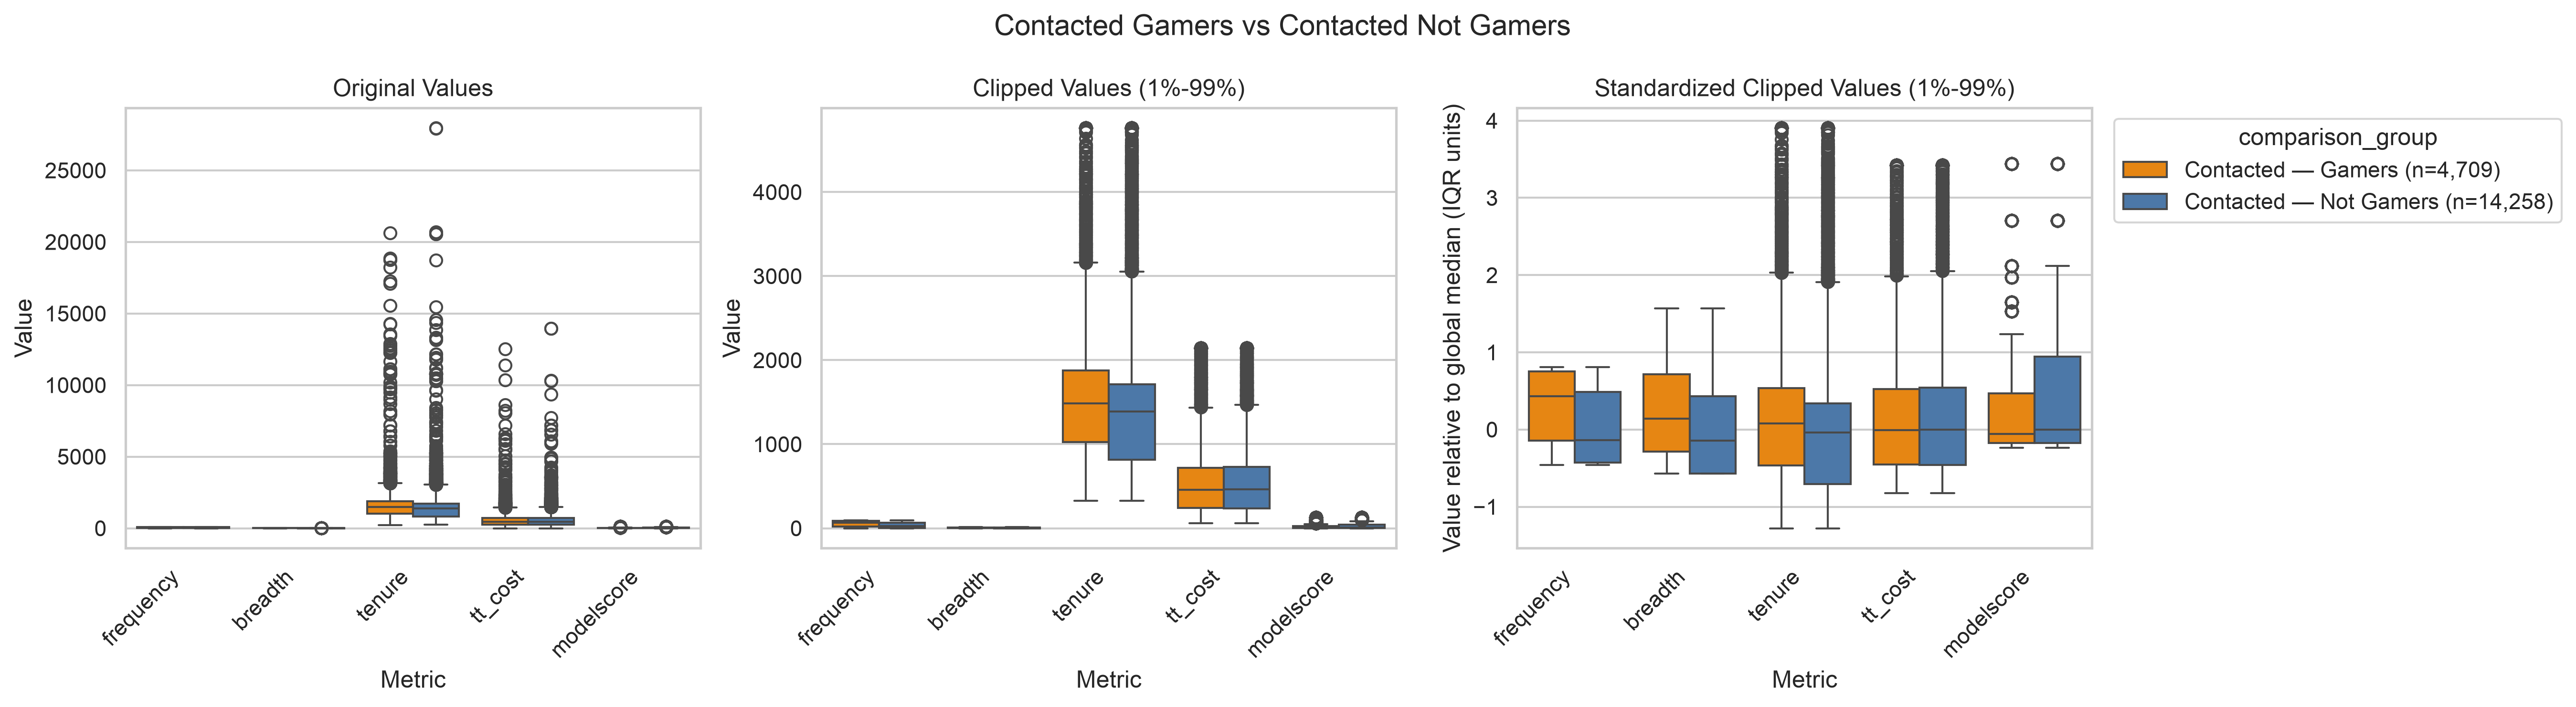 Contacted Gamers vs Contacted Not Gamers
Original Values
Value
25000
20000
15000
10000
5000
0
frequency
breadth
tenure
tt_cost
modelscore
Metric
Clipped Values (1%-99%)
Value
4000
3000
2000
1000
0
frequency
breadth
tenure
tt_cost
modelscore
Metric
Standardized Clipped Values (1%-99%)
Value relative to global median (IQR units)
4
3
2
1
0
−1
frequency
breadth
tenure
tt_cost
modelscore
Metric
comparison_group
Contacted — Gamers (n=4,709)
Contacted — Not Gamers (n=14,258)